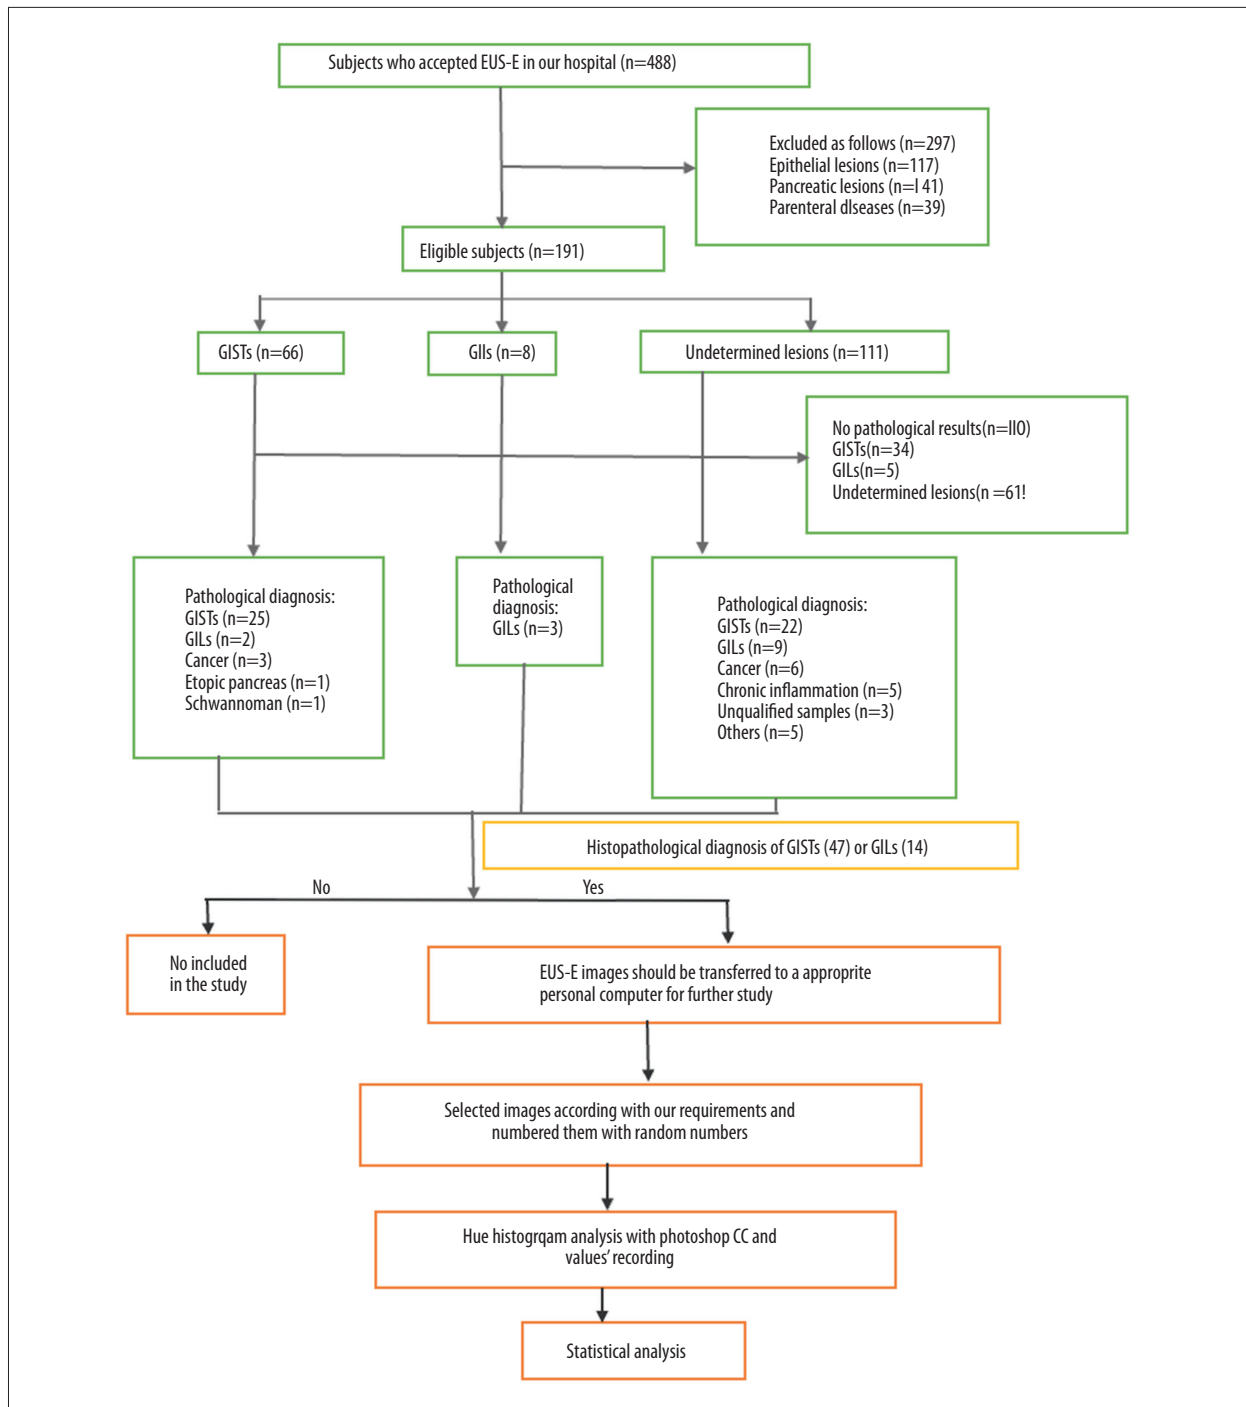 Subjects who accepted EUS-E in our hospital (n=488)
Excluded as follows (n=297)
Epithelial lesions (n=117)
Pancreatic lesions (n=l 41)
Parenteral dlseases (n=39)
Eligible subjects (n=191)
GISTs (n=66)
GIls (n=8)
Undetermined lesions (n=111)
No pathological results(n=llO)
GISTs(n=34)
GILs(n=5)
Undetermined lesions(n =61!
Pathological diagnosis:
GISTs (n=25)
GILs (n=2)
Cancer (n=3)
Etopic pancreas (n=1)
Schwannoman (n=1)
Pathological
diagnosis:
GILs (n=3)
Pathological diagnosis:
GISTs (n=22)
GILs (n=9)
Cancer (n=6)
Chronic inflammation (n=5)
Unqualified samples (n=3)
Others (n=5)
Histopathological diagnosis of GISTs (47) or GILs (14)
No
Yes
No included
in the study
EUS-E images should be transferred to a approprite
personal computer for further study
Selected images according with our requirements and
numbered them with random numbers
Hue histogrqam analysis with photoshop CC and
values’ recording
Statistical analysis